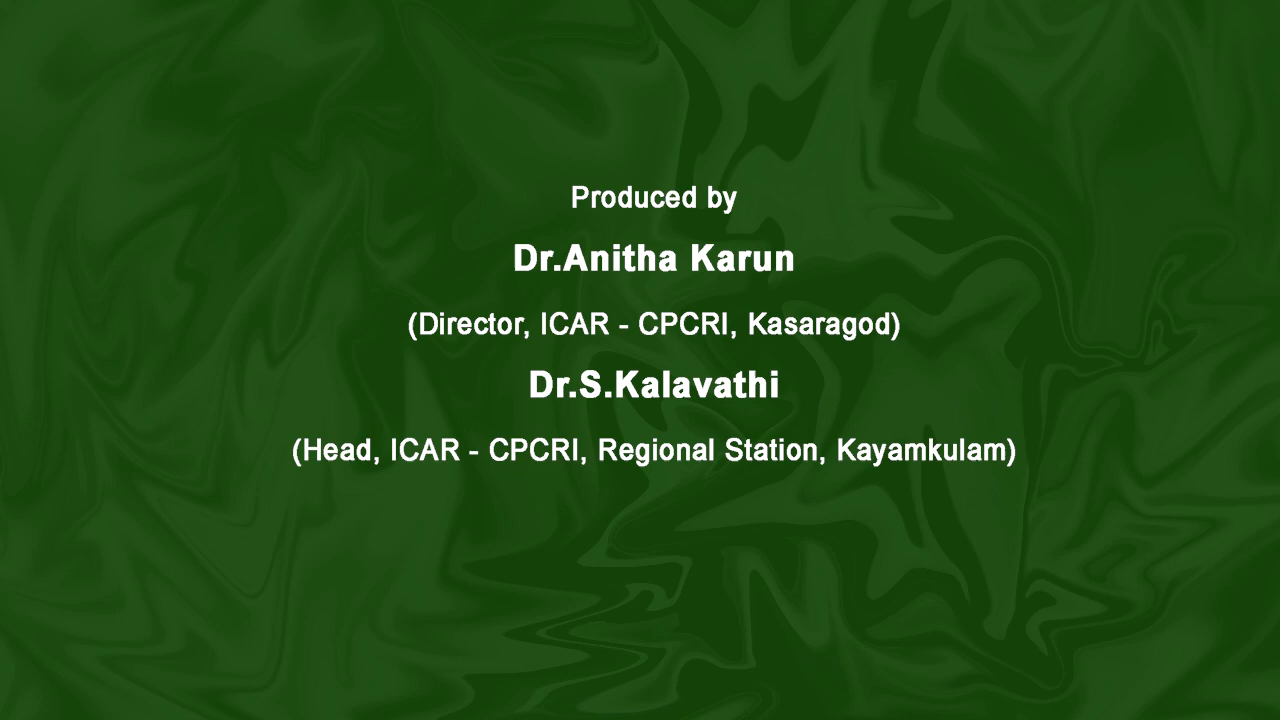 Produced by
Dr.Anitha Karun
(Director, ICAR - CPCRI, Kasaragod)
Dr.S.Kalavathi
(Head, ICAR - CPCRI, Regional Station, Kayamkulam)